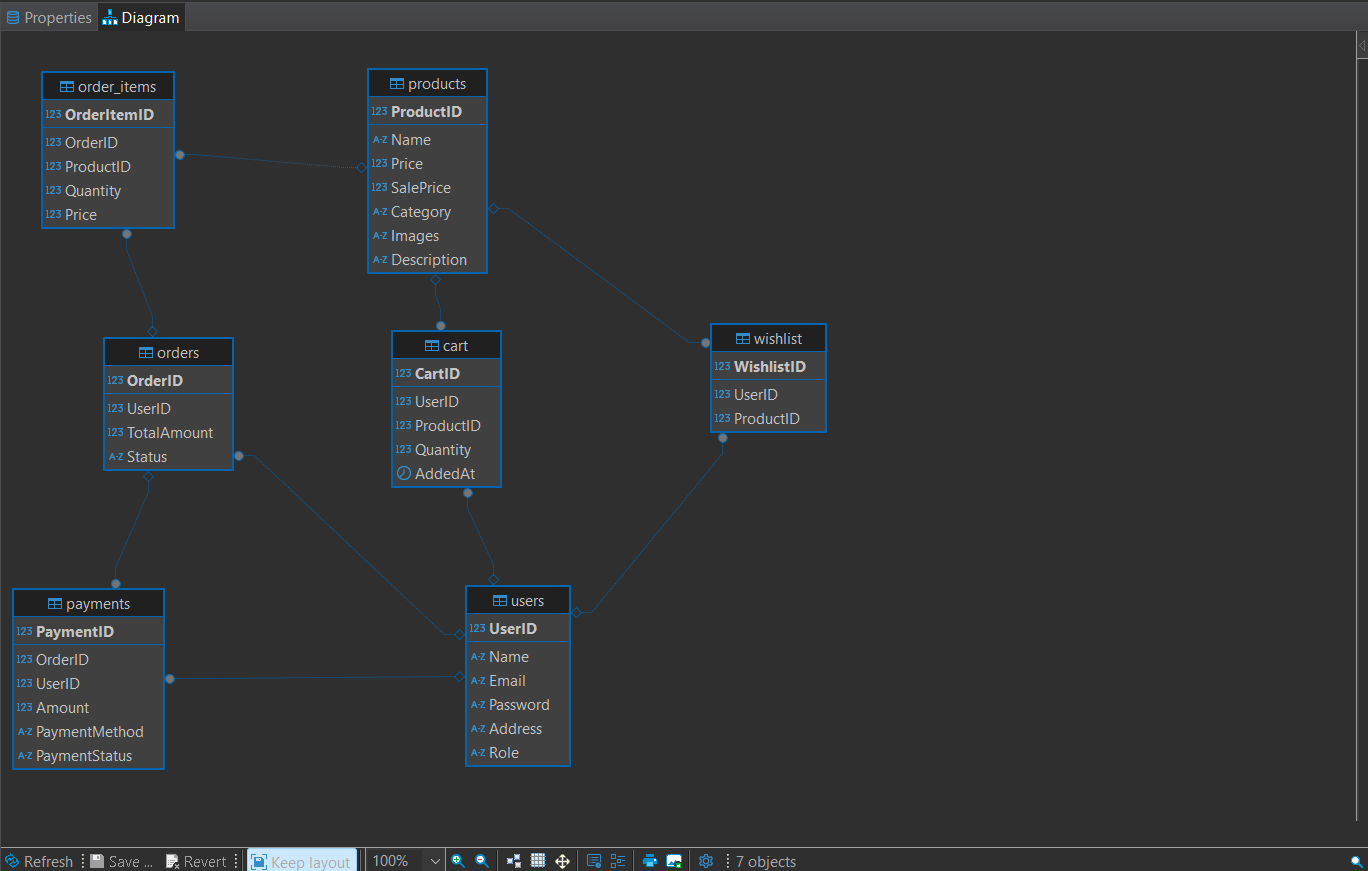 Properties
Diagram
order_items
123 OrderItemID
123 OrderID
123 ProductID
123 Quantity
123 Price
products
123 ProductID
A-Z Name
123 Price
123 SalePrice
A-Z Category
A-Z Images
A-Z Description
orders
123 OrderID
123 UserID
123 TotalAmount
A-Z Status
cart
123 CartID
123 UserID
123 ProductID
123 Quantity
AddedAt
wishlist
123 WishlistID
123 UserID
123 ProductID
payments
123 PaymentID
123 OrderID
123 UserID
123 Amount
A-Z PaymentMethod
A-Z PaymentStatus
users
123 UserID
A-Z Name
A-Z Email
A-Z Password
A-Z Address
A-Z Role
Refresh Save ... Revert Keep layout 100% 7 objects